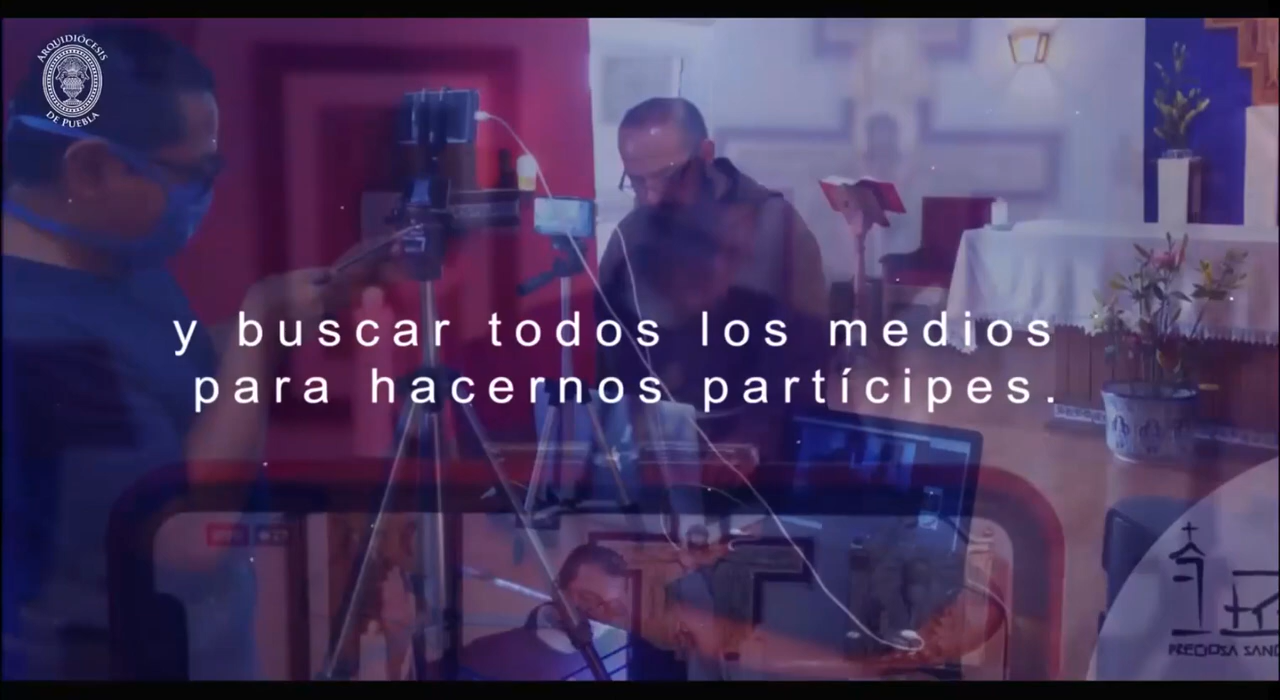 ARQUIDIÓCESIS
DE PUEBLA
y buscar todos los medios
para hacernos partícipes.
PRECIOSA SANG